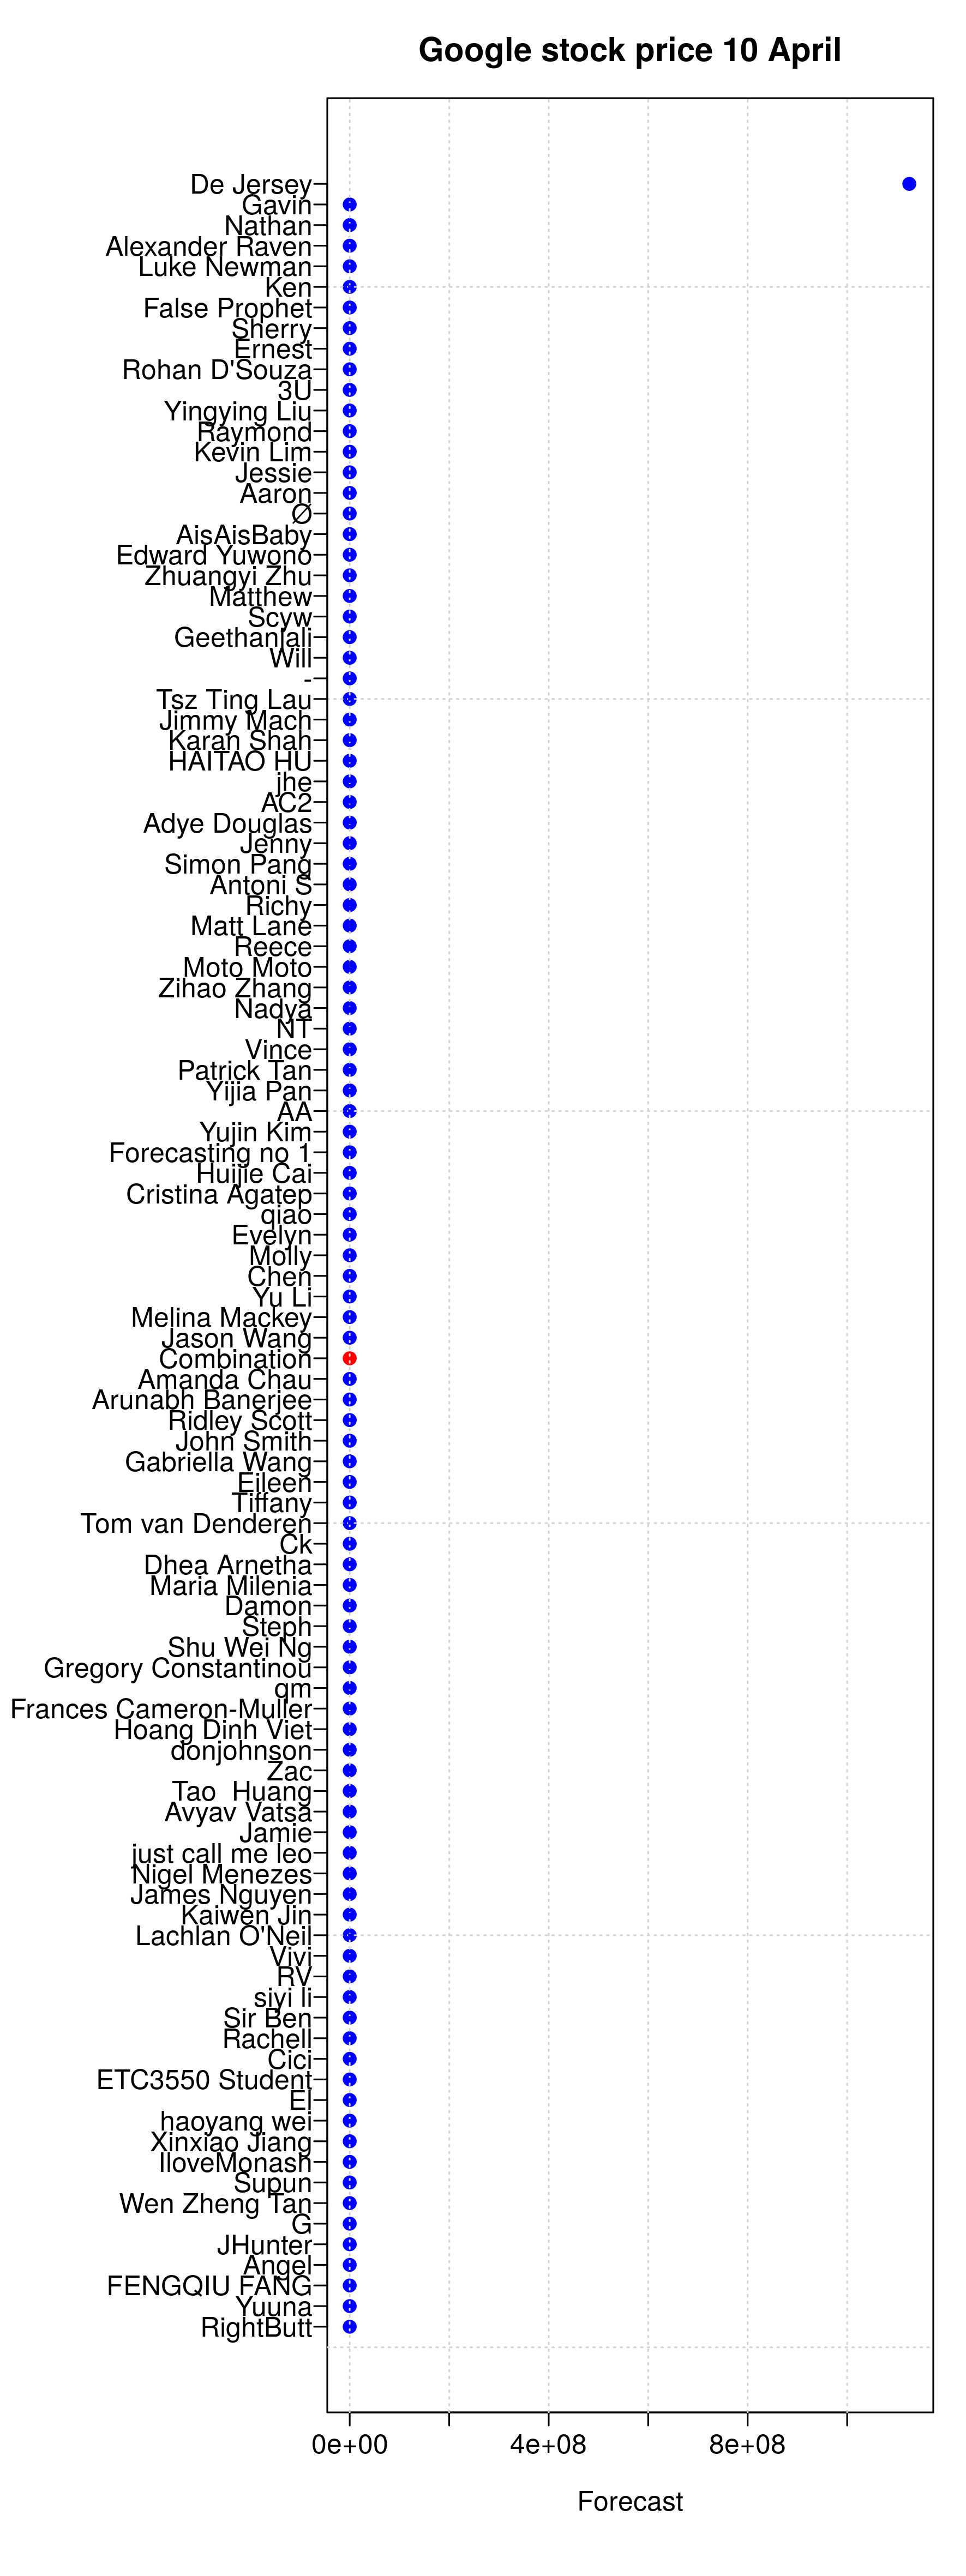 Google stock price 10 April
De Jersey
Gavin
Nathan
Alexander Raven
Luke Newman
Ken
False Prophet
Sherry
Ernest
Rohan D'Souza
3U
Yingying Liu
Raymond
Kevin Lim
Jessie
Aaron
Ø
AisAisBaby
Edward Yuwono
Zhuangyi Zhu
Matthew
Scyw
Geethanjali
Will
-
Tsz Ting Lau
Jimmy Mach
Karan Shah
HAITAO HU
jhe
AC2
Adye Douglas
Jenny
Simon Pang
Antoni S
Richy
Matt Lane
Reece
Moto Moto
Zihao Zhang
Nadya
NT
Vince
Patrick Tan
Yijia Pan
AA
Yujin Kim
Forecasting no 1
Huijie Cai
Cristina Agatep
qiao
Evelyn
Molly
Chen
Yu Li
Melina Mackey
Jason Wang
Combination
Amanda Chau
Arunabh Banerjee
Ridley Scott
John Smith
Gabriella Wang
Eileen
Tiffany
Tom van Denderen
Ck
Dhea Arnetha
Maria Milenia
Damon
Steph
Shu Wei Ng
Gregory Constantinou
qm
Frances Cameron-Muller
Hoang Dinh Viet
donjohnson
Zac
Tao  Huang
Avyav Vatsa
Jamie
just call me leo
Nigel Menezes
James Nguyen
Kaiwen Jin
Lachlan O'Neil
Vivi
RV
siyi li
Sir Ben
Rachell
Cici
ETC3550 Student
El
haoyang wei
Xinxiao Jiang
IloveMonash
Supun
Wen Zheng Tan
G
JHunter
Angel
FENGQIU FANG
Yuuna
RightButt
0e+00 4e+08 8e+08
Forecast